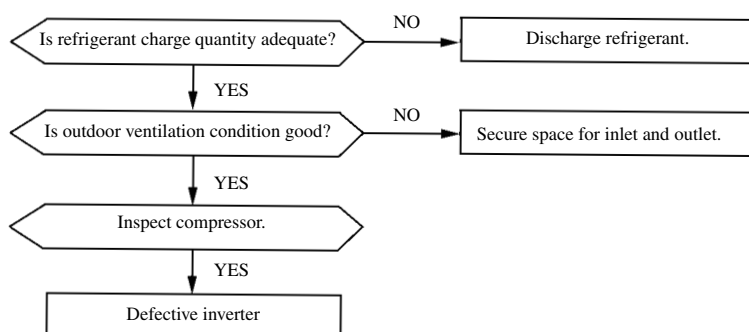 Is refrigerant charge quantity adequate?
NO
Discharge refrigerant.
YES
Is outdoor ventilation condition good?
NO
Secure space for inlet and outlet.
YES
Inspect compressor.
YES
Defective inverter